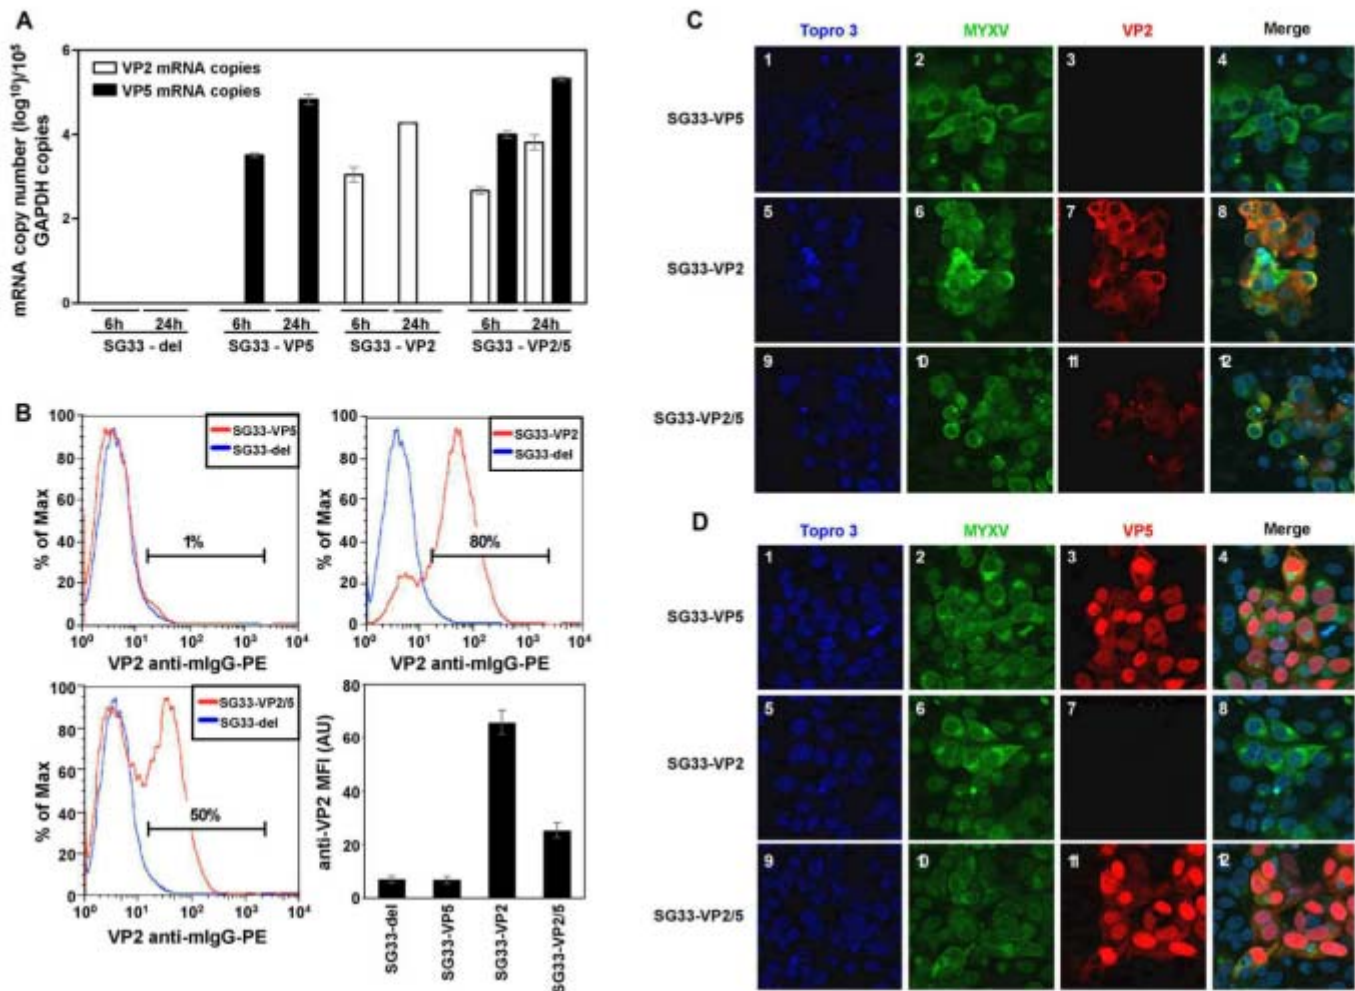 A
mRNA copy number (log¹⁰)/10⁵
GAPDH copies
6
4
2
0
VP2 mRNA copies
VP5 mRNA copies
6h 24h 6h 24h 6h 24h 6h 24h
SG33 - del SG33 - VP5 SG33 - VP2 SG33 - VP2/5
B
% of Max
100
80
60
40
20
0
SG33-VP5
SG33-del
1%
10⁰ 10¹ 10² 10³ 10⁴
VP2 anti-mIgG-PE
% of Max
100
80
60
40
20
0
SG33-VP2
SG33-del
80%
10⁰ 10¹ 10² 10³ 10⁴
VP2 anti-mIgG-PE
% of Max
100
80
60
40
20
0
SG33-VP2/5
SG33-del
50%
10⁰ 10¹ 10² 10³ 10⁴
VP2 anti-mIgG-PE
anti-VP2 MFI (AU)
80
60
40
20
0
SG33-del
SG33-VP5
SG33-VP2
SG33-VP2/5
C
Topro 3 MYXV VP2 Merge
SG33-VP5
1 2 3 4
SG33-VP2
5 6 7 8
SG33-VP2/5
9 10 11 12
D
Topro 3 MYXV VP5 Merge
SG33-VP5
1 2 3 4
SG33-VP2
5 6 7 8
SG33-VP2/5
9 10 11 12